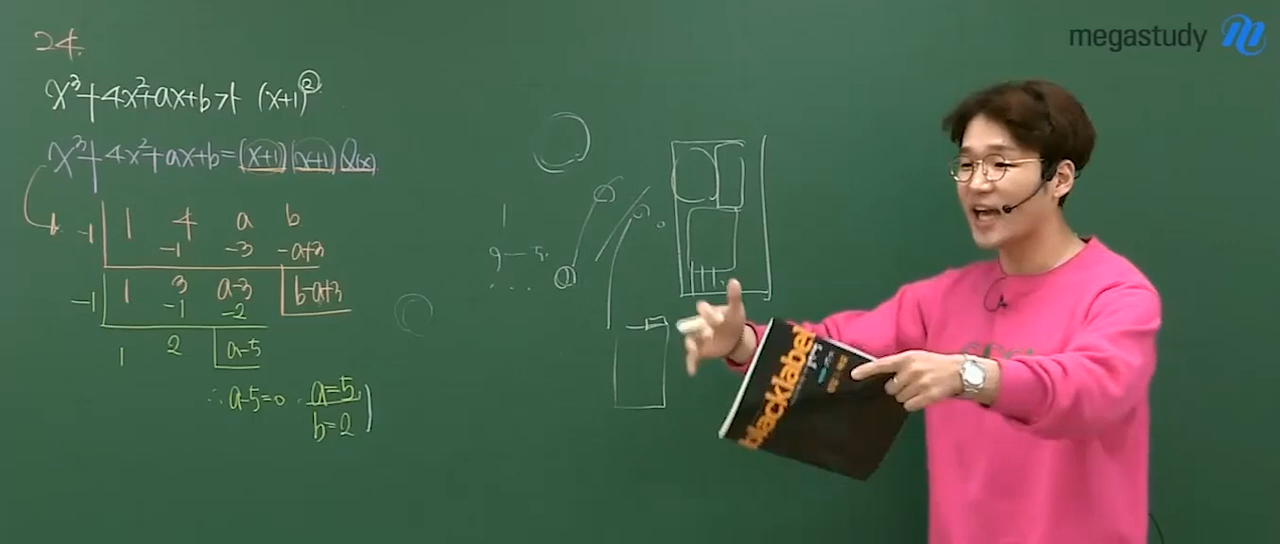 megastudy
24.
x³+4x²+ax+b가 (x+1)²
x³+4x²+ax+b=(x+1)(x+1)Q(x)
-1 1 4 a b
-1 -3 -a+3
1 3 a-3 b-a+3
-1 -1 -2
1 2 a-5
∴ a-5=0. a=5
b=2
blacklabel